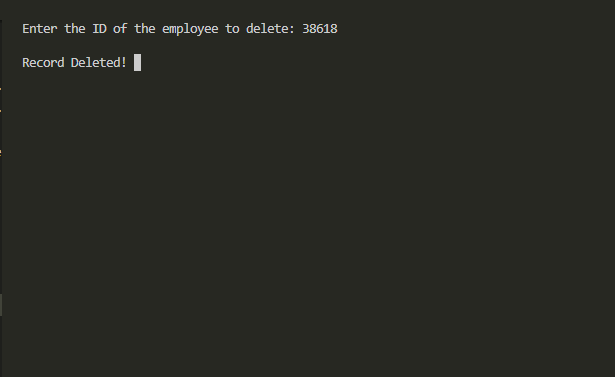 Enter the ID of the employee to delete: 38618
Record Deleted!